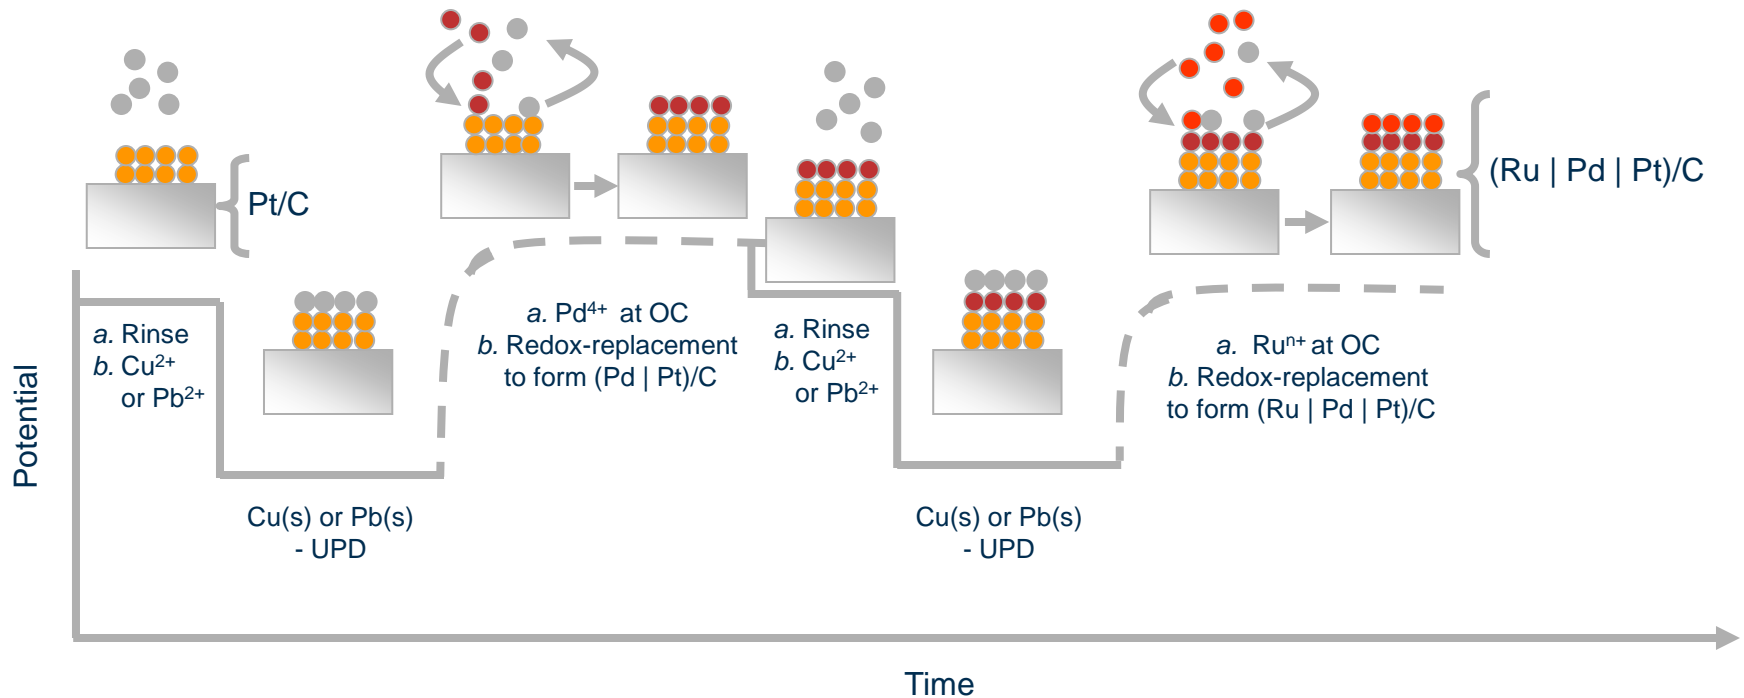 Pt/C
(Ru | Pd | Pt)/C
Potential
a. Rinse
b. Cu²⁺
or Pb²⁺
Cu(s) or Pb(s)
- UPD
a. Pd⁴⁺ at OC
b. Redox-replacement
to form (Pd | Pt)/C
a. Rinse
b. Cu²⁺
or Pb²⁺
Cu(s) or Pb(s)
- UPD
a. Ruⁿ⁺ at OC
b. Redox-replacement
to form (Ru | Pd | Pt)/C
Time